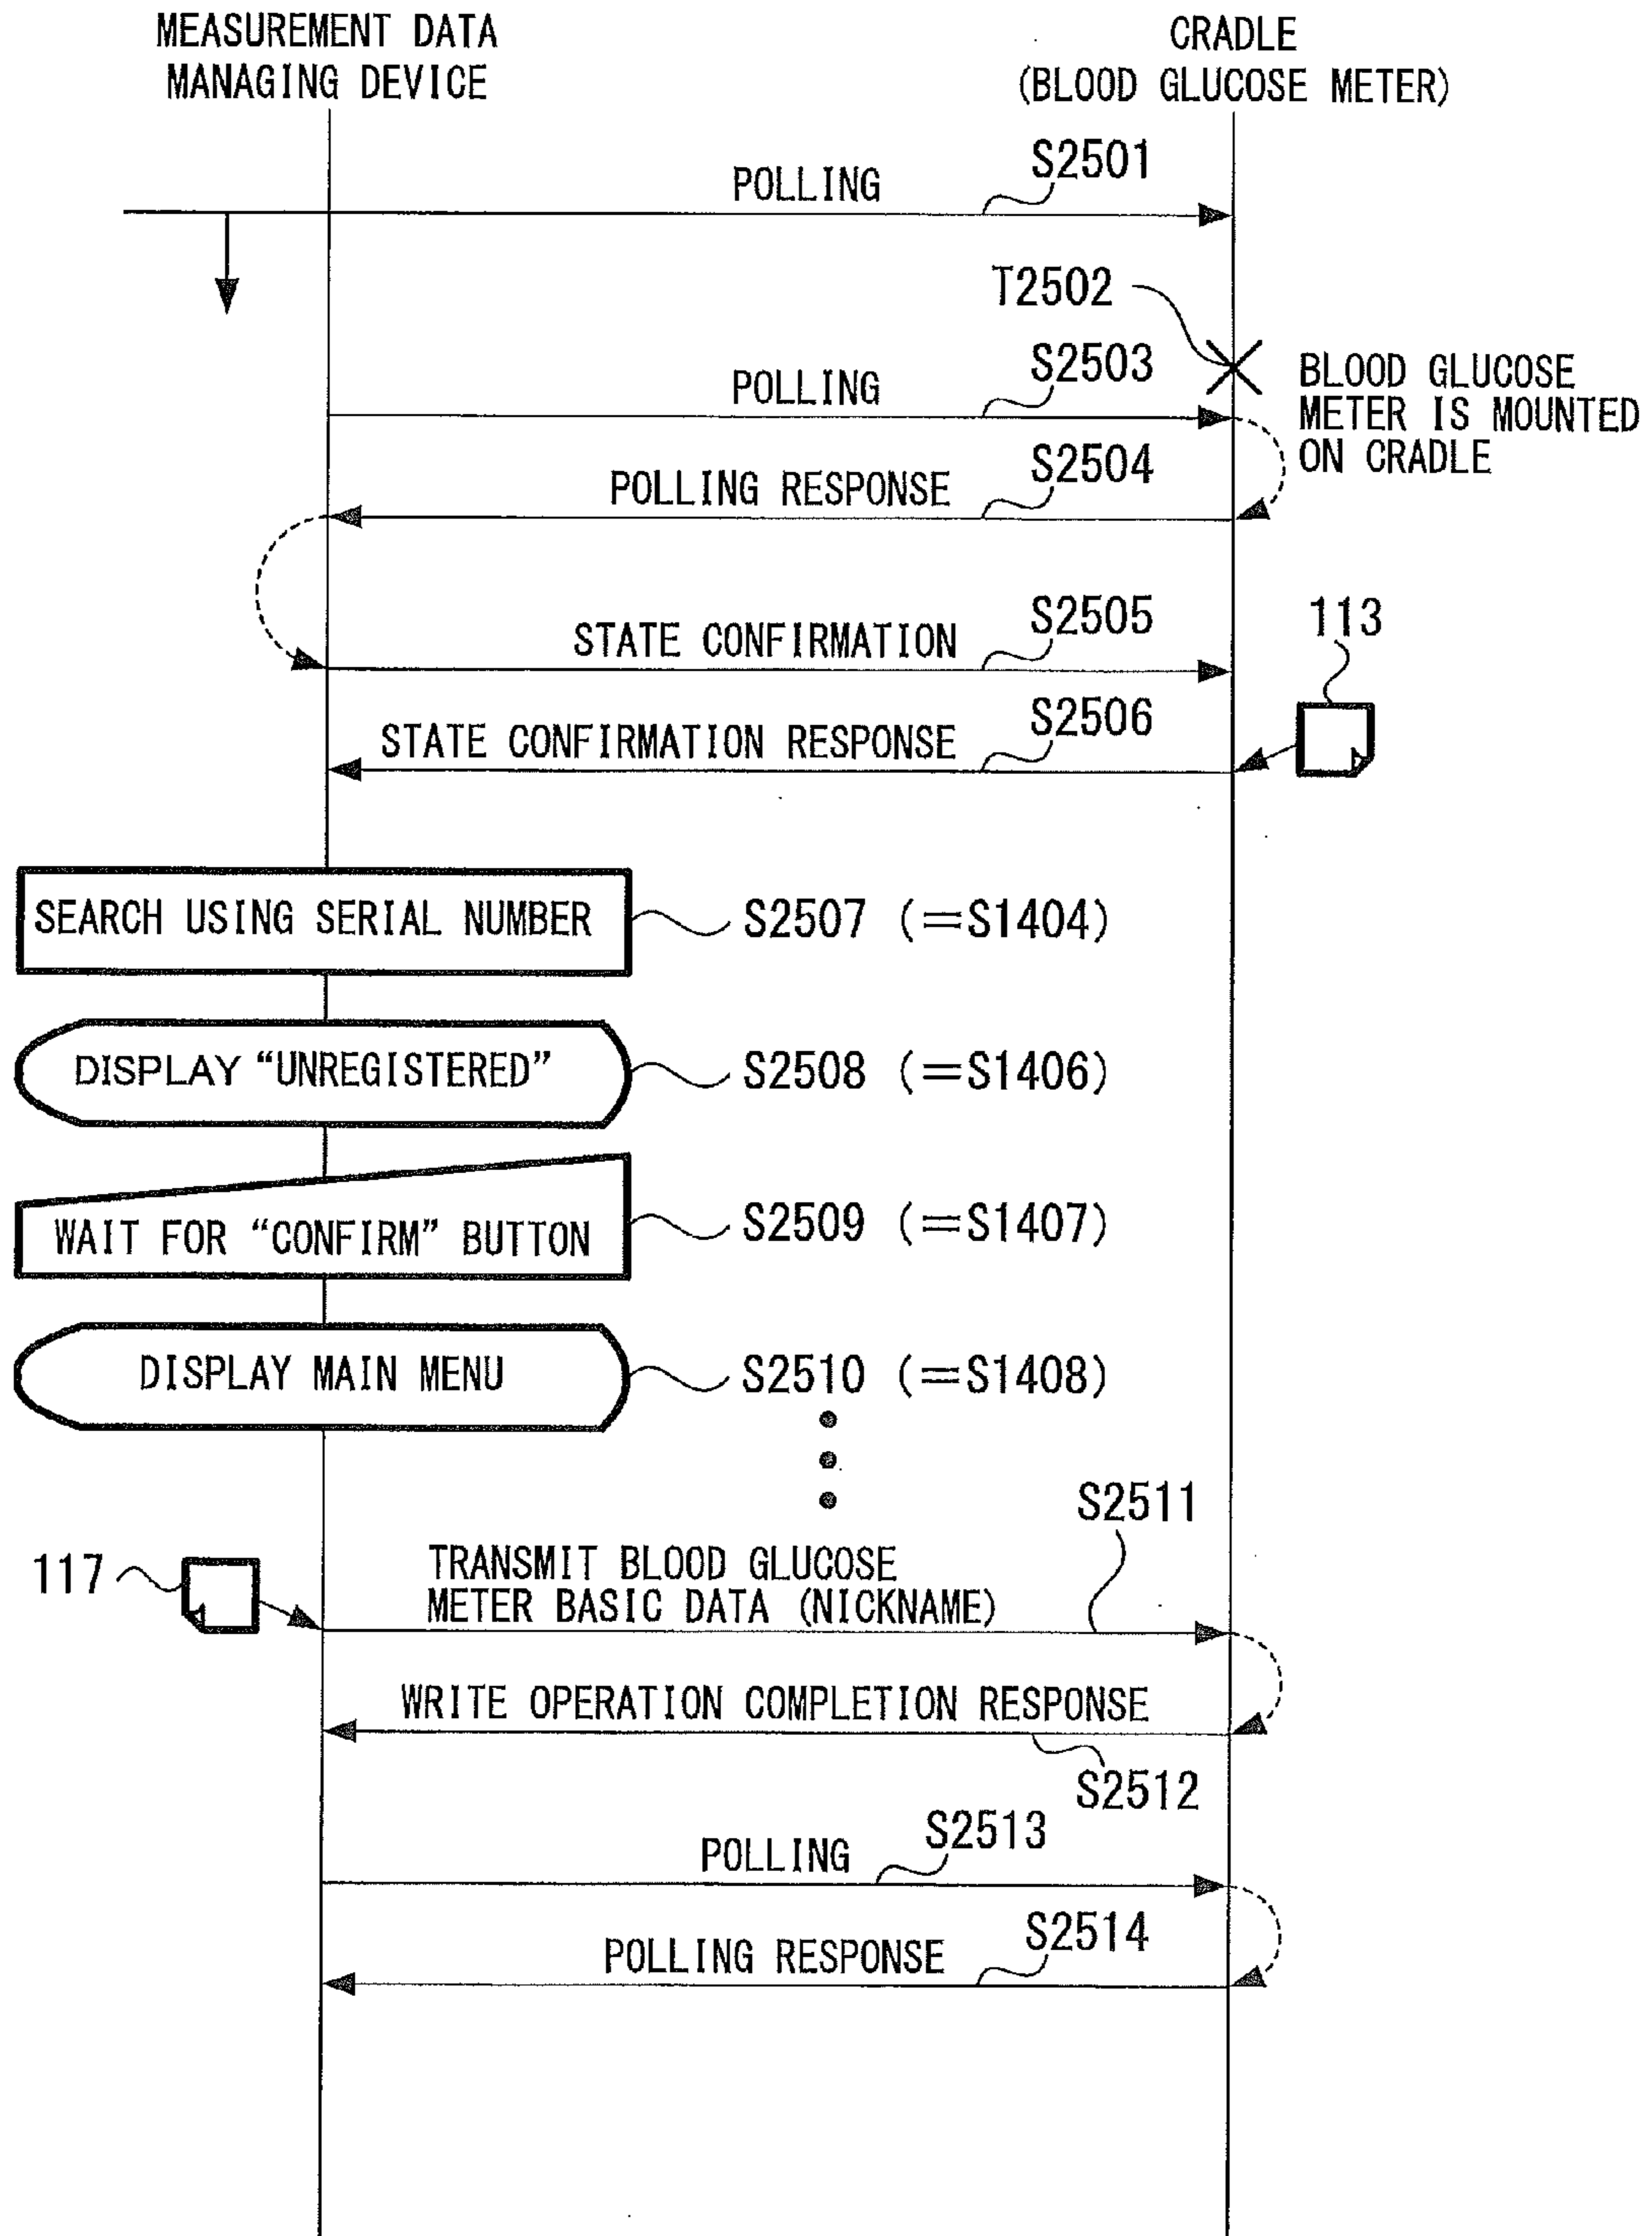 MEASUREMENT DATA
MANAGING DEVICE
CRADLE
(BLOOD GLUCOSE METER)
POLLING
S2501
T2502
BLOOD GLUCOSE
METER IS MOUNTED
ON CRADLE
POLLING
S2503
POLLING RESPONSE
S2504
STATE CONFIRMATION
S2505
113
STATE CONFIRMATION RESPONSE
S2506
SEARCH USING SERIAL NUMBER
S2507 (=S1404)
DISPLAY “UNREGISTERED”
S2508 (=S1406)
WAIT FOR “CONFIRM” BUTTON
S2509 (=S1407)
DISPLAY MAIN MENU
S2510 (=S1408)
S2511
117
TRANSMIT BLOOD GLUCOSE
METER BASIC DATA (NICKNAME)
WRITE OPERATION COMPLETION RESPONSE
S2512
POLLING
S2513
POLLING RESPONSE
S2514